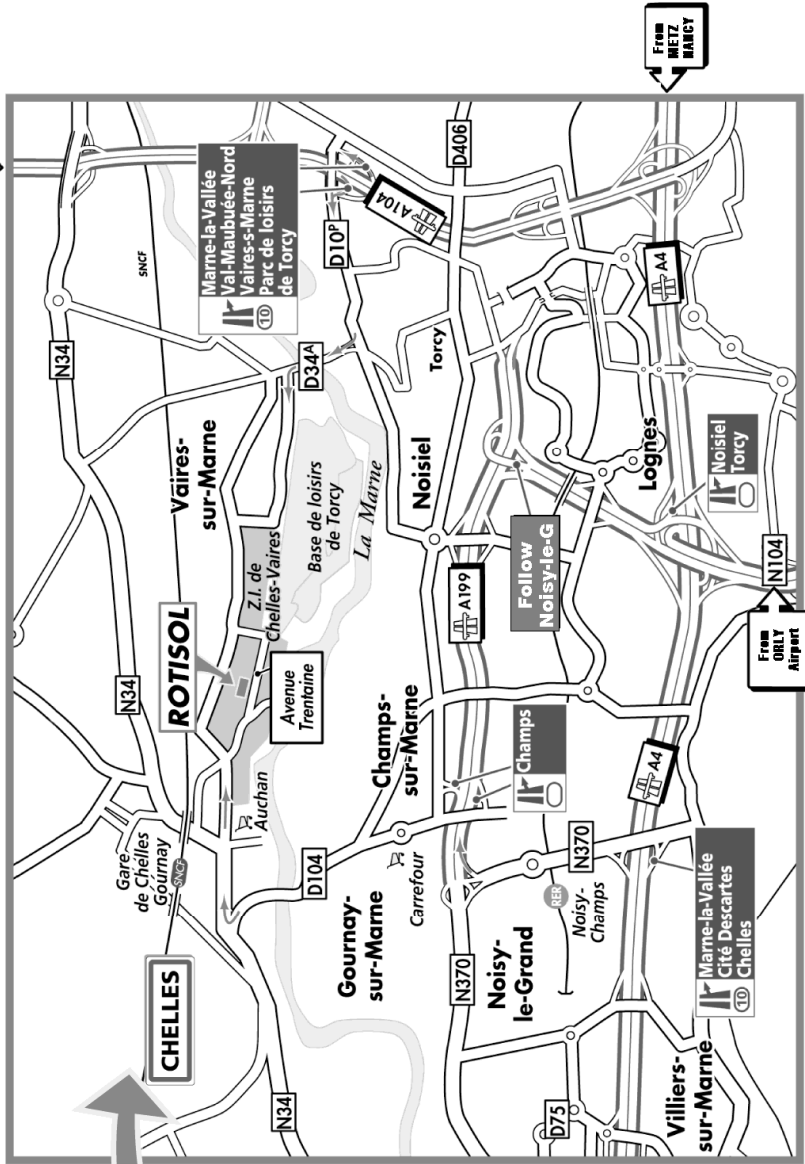 From
METZ
NANCY
N34
SNCF
Marne-la-Vallée
Val-Maubuée-Nord
Vaires-s-Marne
Parc de loisirs
de Torcy
10
A104
D10P
D406
D34A
Vaires-
sur-Marne
Torcy
A4
Noisiel
Lognes
Noisiel
Torcy
Base de loisirs
de Torcy
La Marne
Z.I. de
Chelles-Vaires
Follow
Noisy-le-G
A199
N104
From
ORLY
Airport
ROTISOL
N34
Avenue
Trentaine
Champs-
sur-Marne
Champs
A4
Auchan
Gare
de Chelles
Gournay
SNCF
D104
Carrefour
N370
RER
Noisy-
Champs
Marne-la-Vallée
Cité Descartes
Chelles
10
CHELLES
Gournay-
sur-Marne
N370
Noisy-
le-Grand
N34
D75
Villiers-
sur-Marne